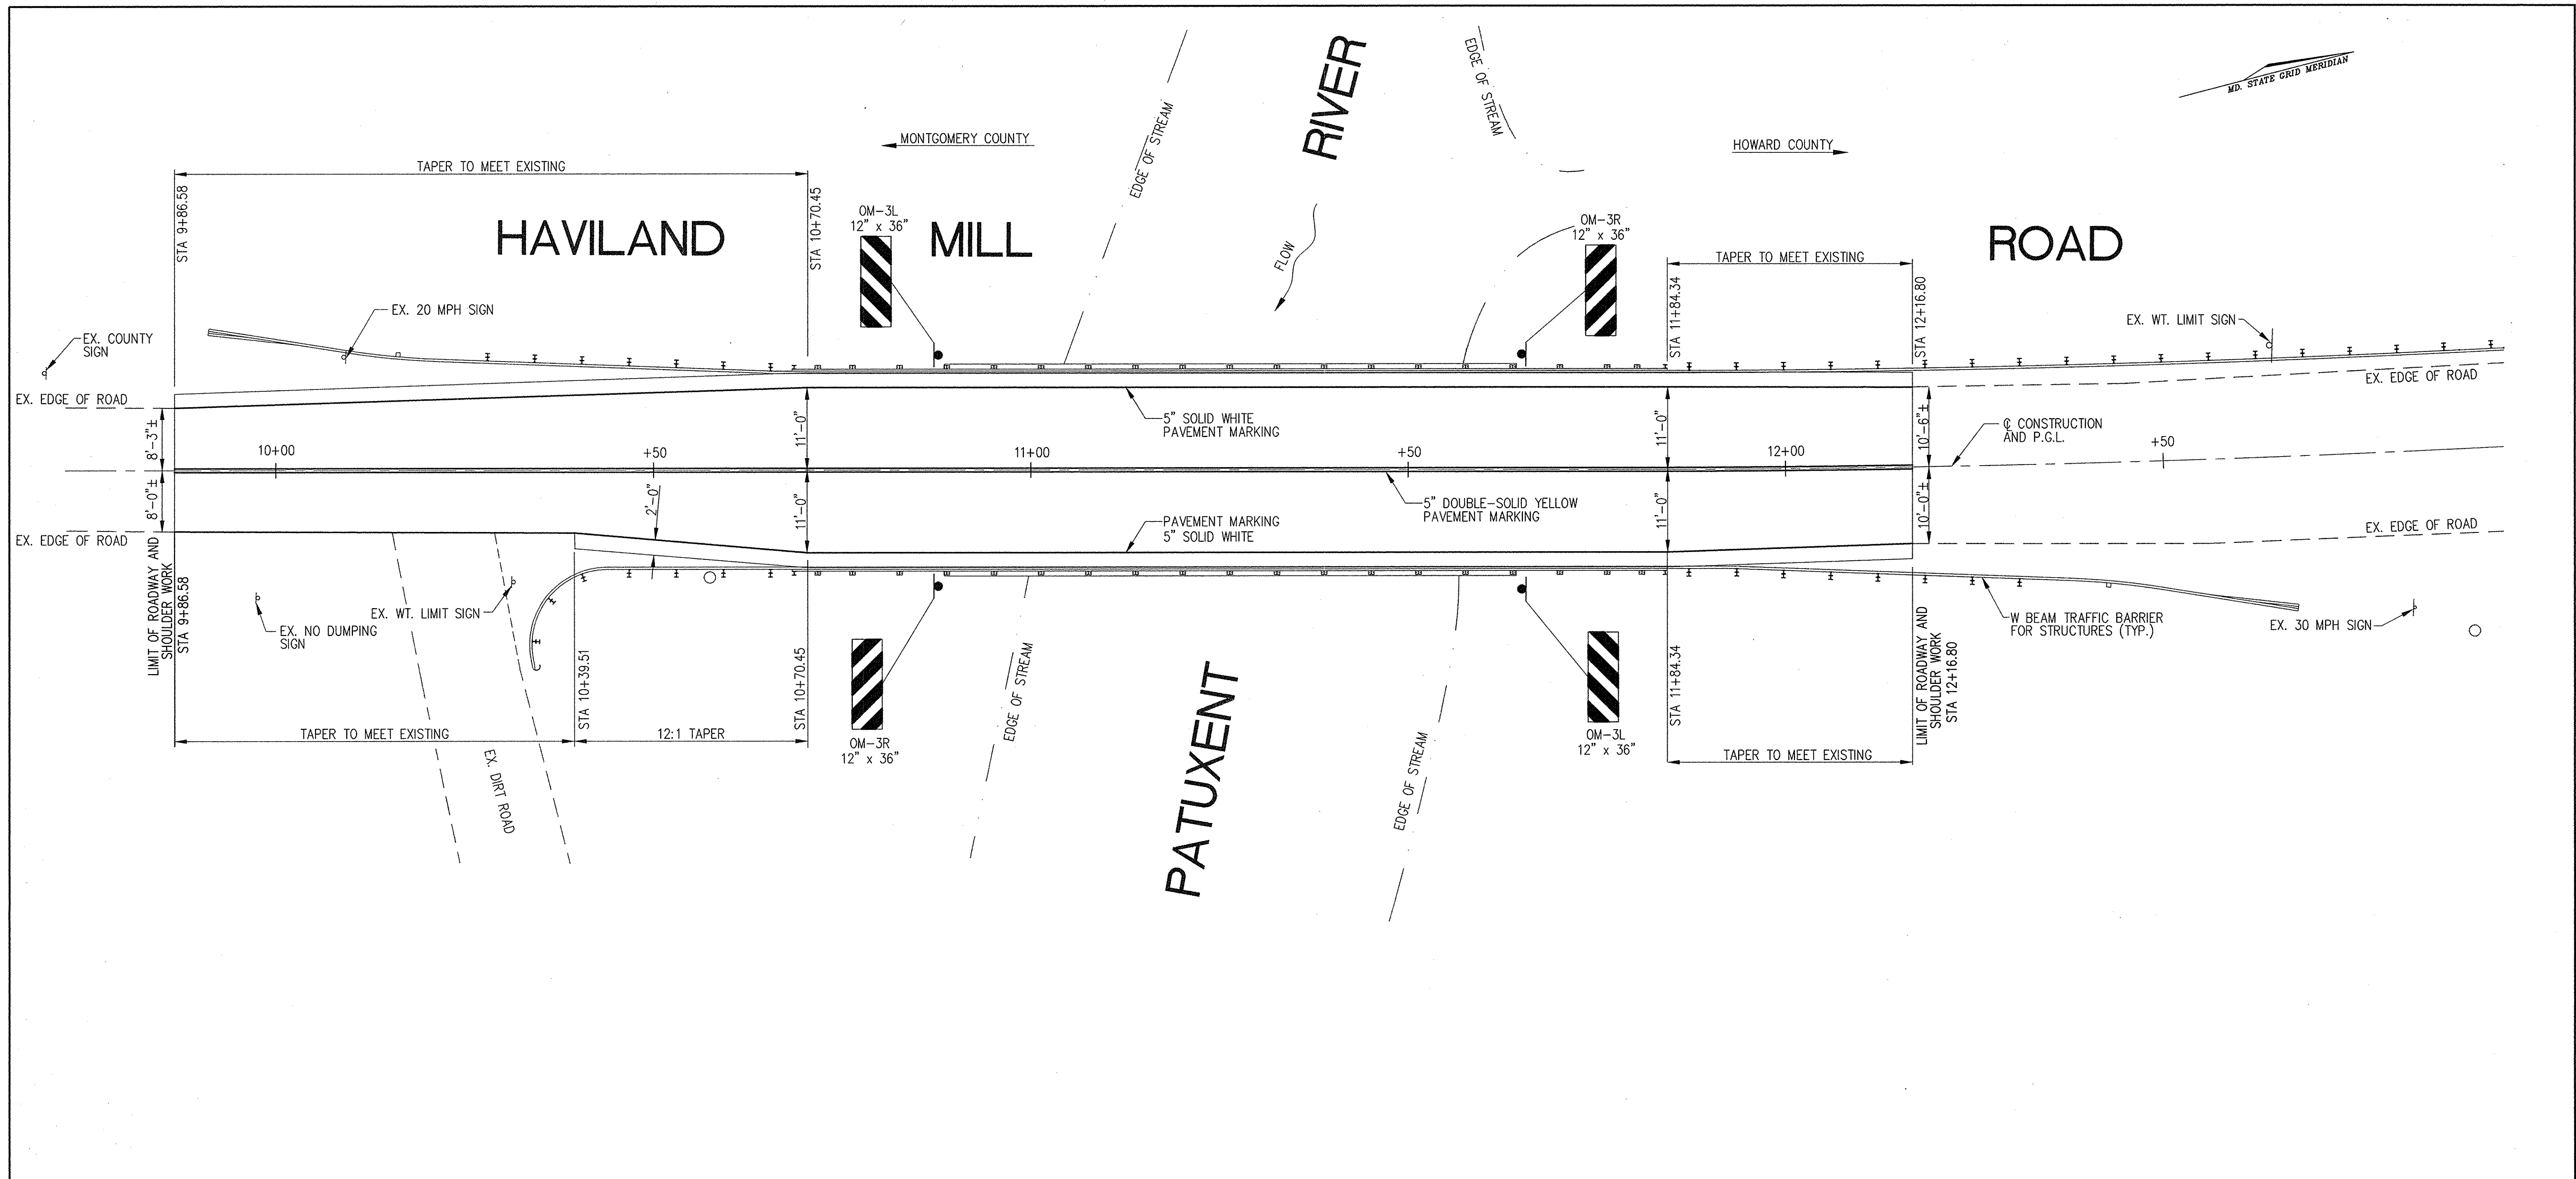 RIVER
EDGE OF STREAM
MD. STATE GRID MERIDIAN
EDGE OF STREAM
MONTGOMERY COUNTY
HOWARD COUNTY
TAPER TO MEET EXISTING
STA 9+86.58
STA 10+70.45
HAVILAND
MILL
ROAD
OM-3L
12" x 36"
OM-3R
12" x 36"
FLOW
TAPER TO MEET EXISTING
STA 11+84.34
STA 12+16.80
EX. 20 MPH SIGN
EX. COUNTY
SIGN
EX. WT. LIMIT SIGN
EX. EDGE OF ROAD
EX. EDGE OF ROAD
8'-3"±
11'-0"
5" SOLID WHITE
PAVEMENT MARKING
11'-0"
10'-6"±
℄ CONSTRUCTION
AND P.G.L.
10+00
+50
11+00
+50
12+00
+50
8'-0"±
2'-0"
11'-0"
5" DOUBLE-SOLID YELLOW
PAVEMENT MARKING
11'-0"
10'-0"±
PAVEMENT MARKING
5" SOLID WHITE
EX. EDGE OF ROAD
EX. EDGE OF ROAD
LIMIT OF ROADWAY AND
SHOULDER WORK
STA 9+86.58
EX. NO DUMPING
SIGN
EX. WT. LIMIT SIGN
W BEAM TRAFFIC BARRIER
FOR STRUCTURES (TYP.)
EX. 30 MPH SIGN
STA 10+39.51
STA 10+70.45
EDGE OF STREAM
PATUXENT
EDGE OF STREAM
STA 11+84.34
LIMIT OF ROADWAY AND
SHOULDER WORK
STA 12+16.80
TAPER TO MEET EXISTING
12:1 TAPER
OM-3R
12" x 36"
OM-3L
12" x 36"
TAPER TO MEET EXISTING
EX. DIRT ROAD